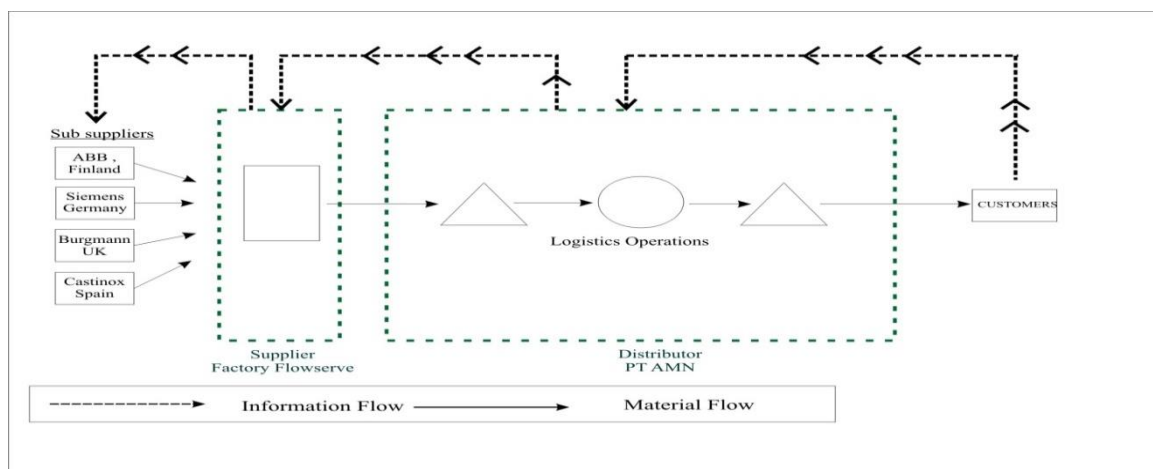 Sub suppliers
ABB ,
Finland
Siemens
Germany
Burgmann
UK
Castinox
Spain
Logistics Operations
CUSTOMERS
Supplier
Factory Flowserve
Distributor
PT AMN
Information Flow
Material Flow